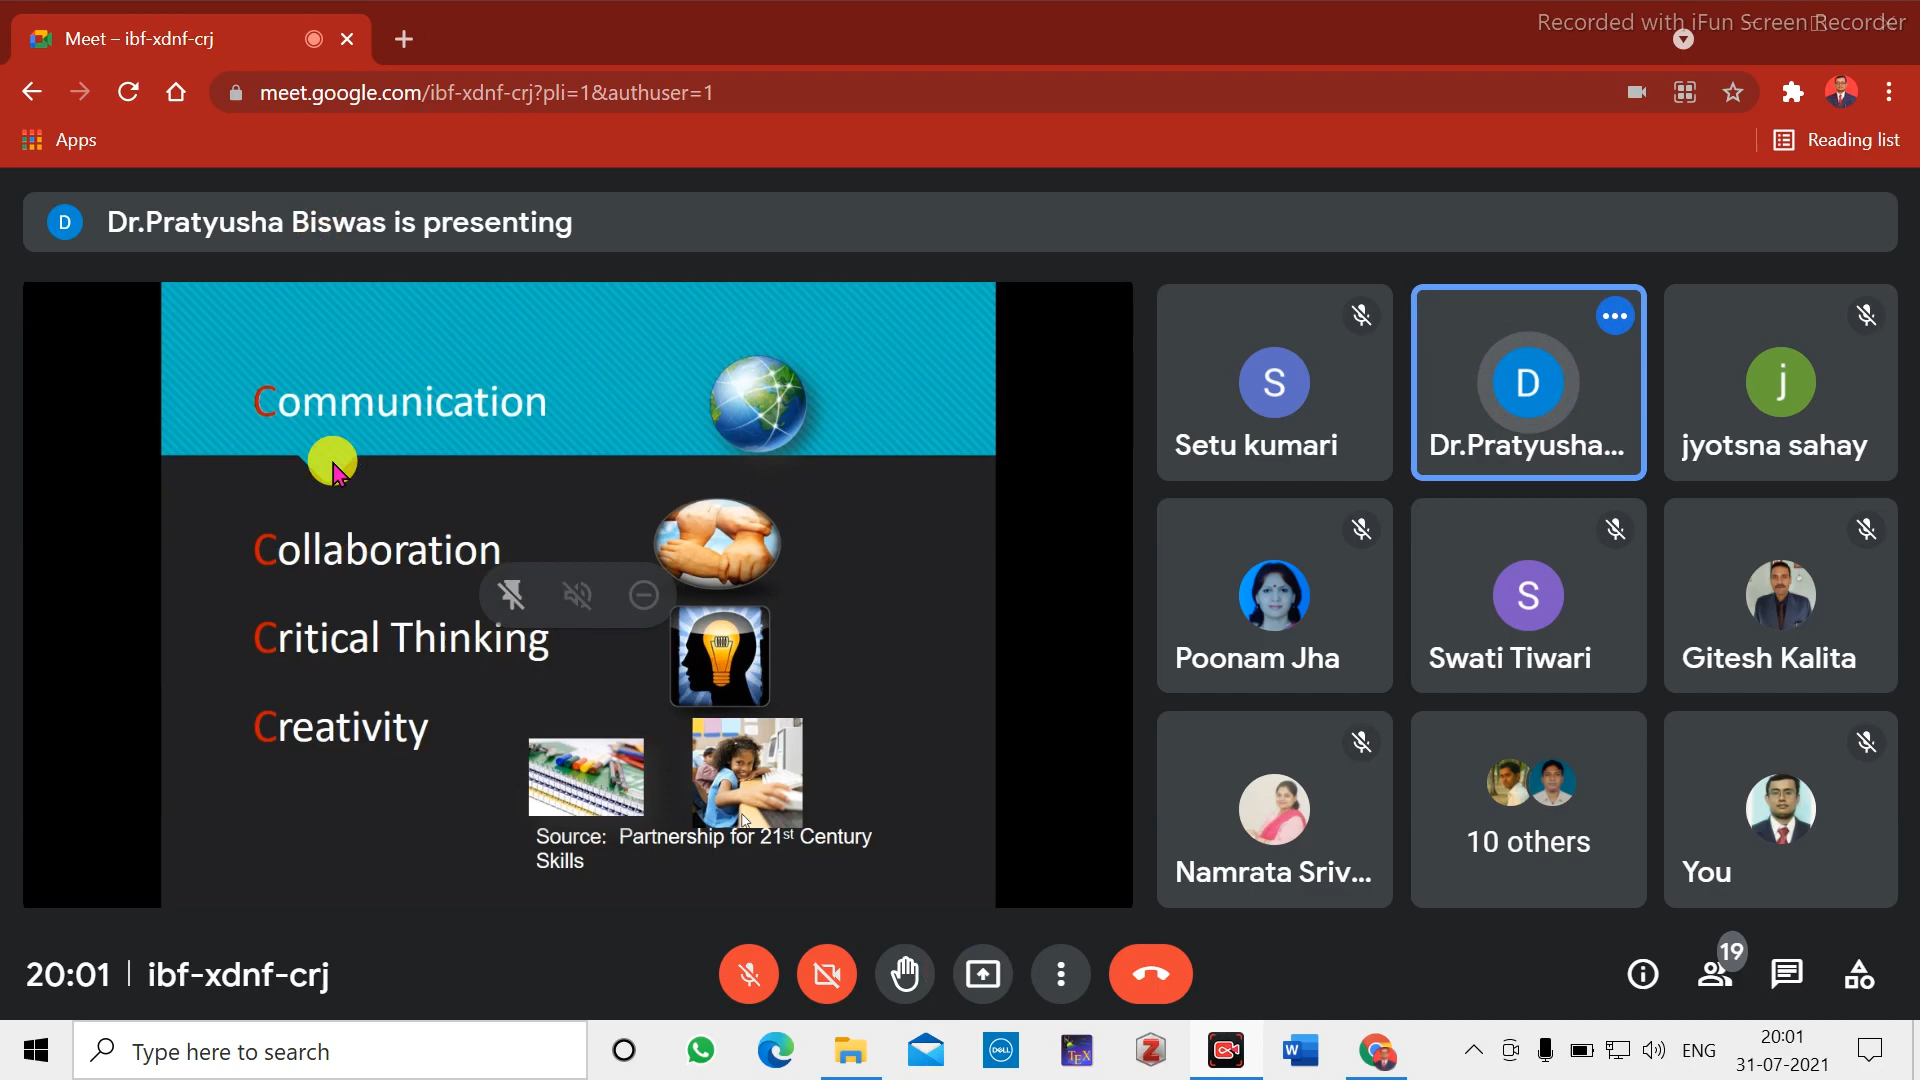 Recorded with iFun Screen Recorder
Meet – ibf-xdnf-crj
meet.google.com/ibf-xdnf-crj?pli=1&authuser=1
Apps
Reading list
D
Dr.Pratyusha Biswas is presenting
Communication
Collaboration
Critical Thinking
Creativity
Source: Partnership for 21st Century
Skills
S
Setu kumari
D
Dr.Pratyusha...
j
jyotsna sahay
Poonam Jha
S
Swati Tiwari
Gitesh Kalita
Namrata Sriv...
10 others
You
20:01 | ibf-xdnf-crj
19
Type here to search
DELL
TEX
Z
W
ENG
20:01
31-07-2021